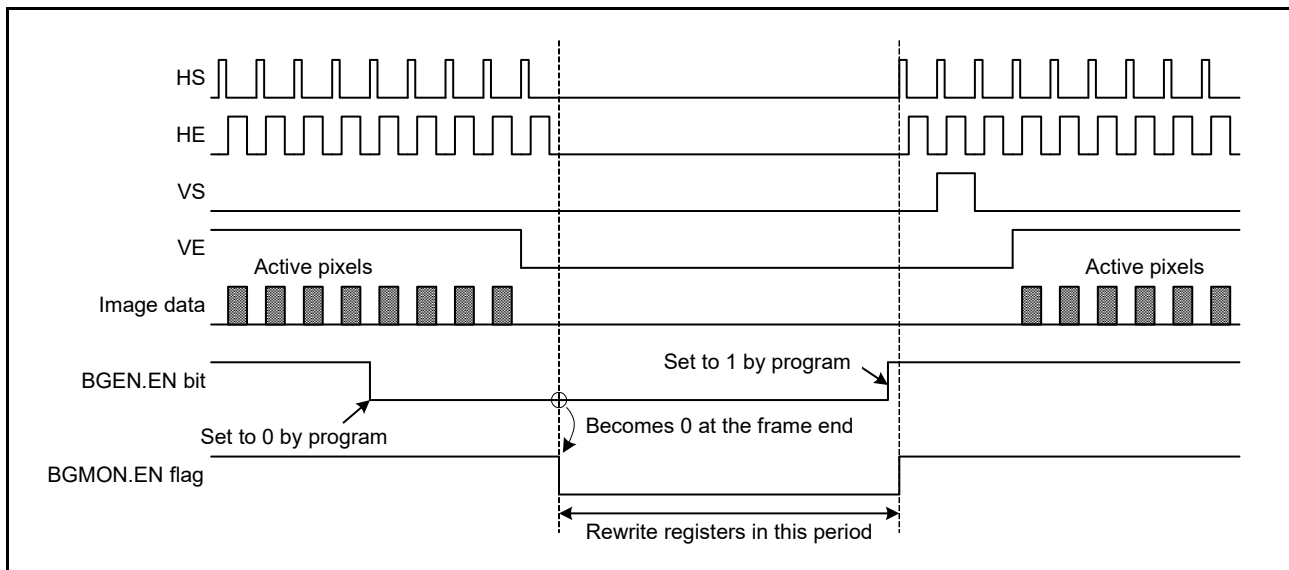 HS
HE
VS
VE
Active pixels
Active pixels
Image data
Set to 1 by program
BGEN.EN bit
Becomes 0 at the frame end
Set to 0 by program
BGMON.EN flag
Rewrite registers in this period